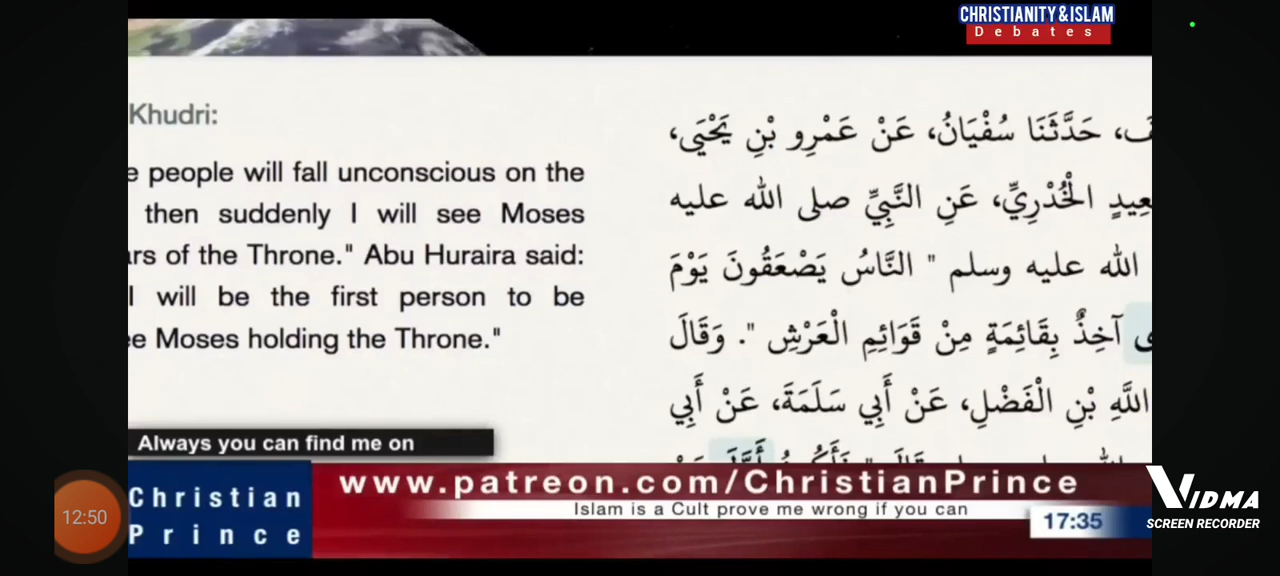 CHRISTIANITY & ISLAM
Debates
Khudri:
people will fall unconscious on the
then suddenly I will see Moses
of the Throne." Abu Huraira said:
I will be the first person to be
Moses holding the Throne."
حَدَّثَنَا سُفْيَانُ، عَنْ عَمْرِو بْنِ يَحْيَى،
الْخُدْرِيِّ، عَنِ النَّبِيِّ صلى الله عليه
الله عليه وسلم " النَّاسُ يَصْعَقُونَ يَوْمَ
آخِذٌ بِقَائِمَةٍ مِنْ قَوَائِمِ الْعَرْشِ ". وَقَالَ
اللَّهِ بْنِ الْفَضْلِ، عَنْ أَبِي سَلَمَةَ، عَنْ أَبِي
Always you can find me on
www.patreon.com/ChristianPrince
Islam is a Cult prove me wrong if you can
Christian
Prince
17:35
12:50
VIDMA
SCREEN RECORDER